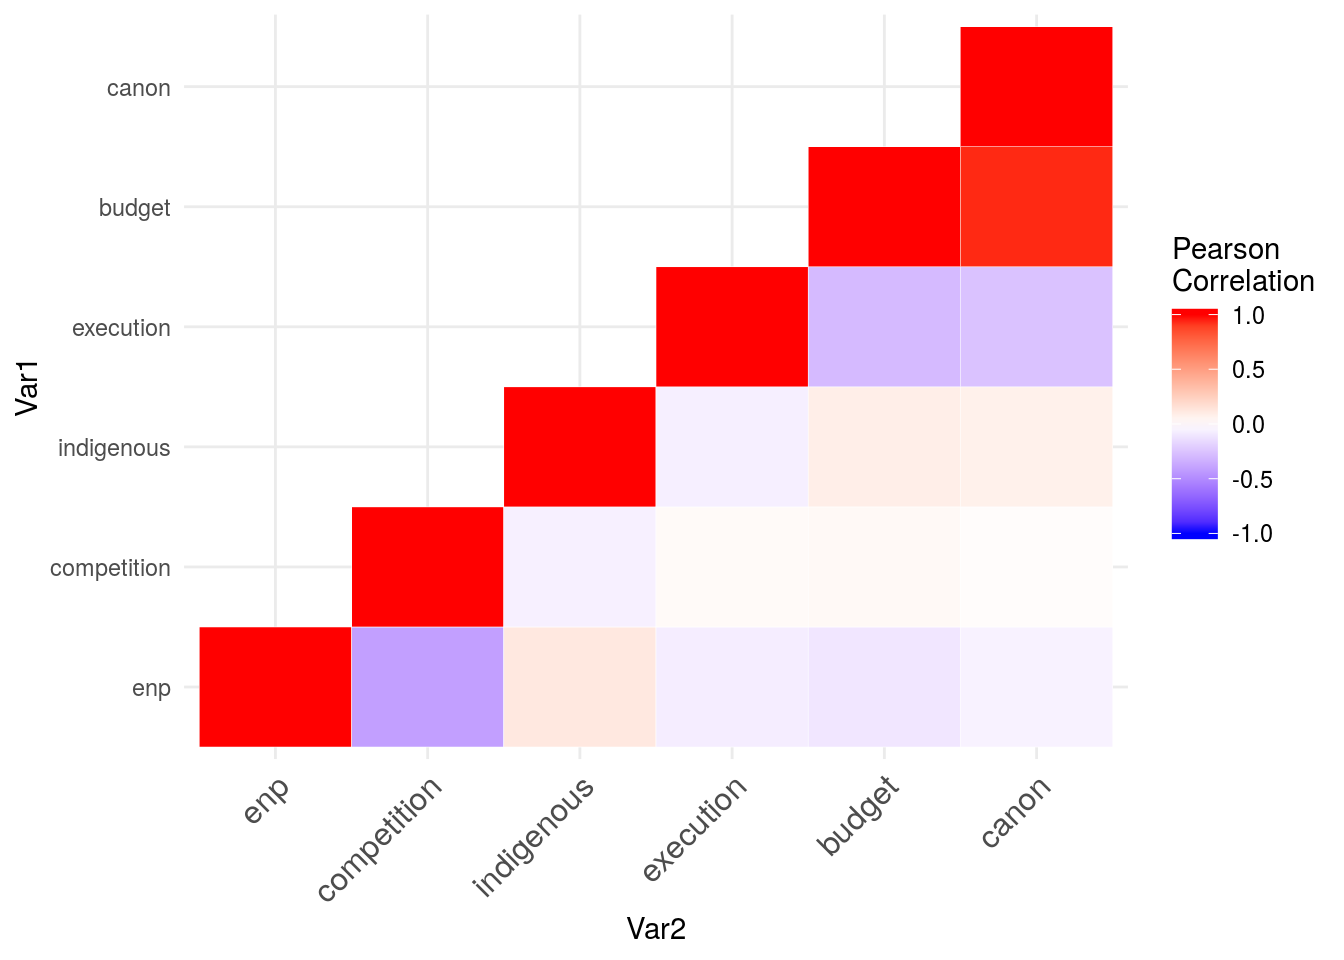 canon
budget
execution
indigenous
competition
enp
Var1
enp
competition
indigenous
execution
budget
canon
Var2
Pearson
Correlation
1.0
0.5
0.0
-0.5
-1.0